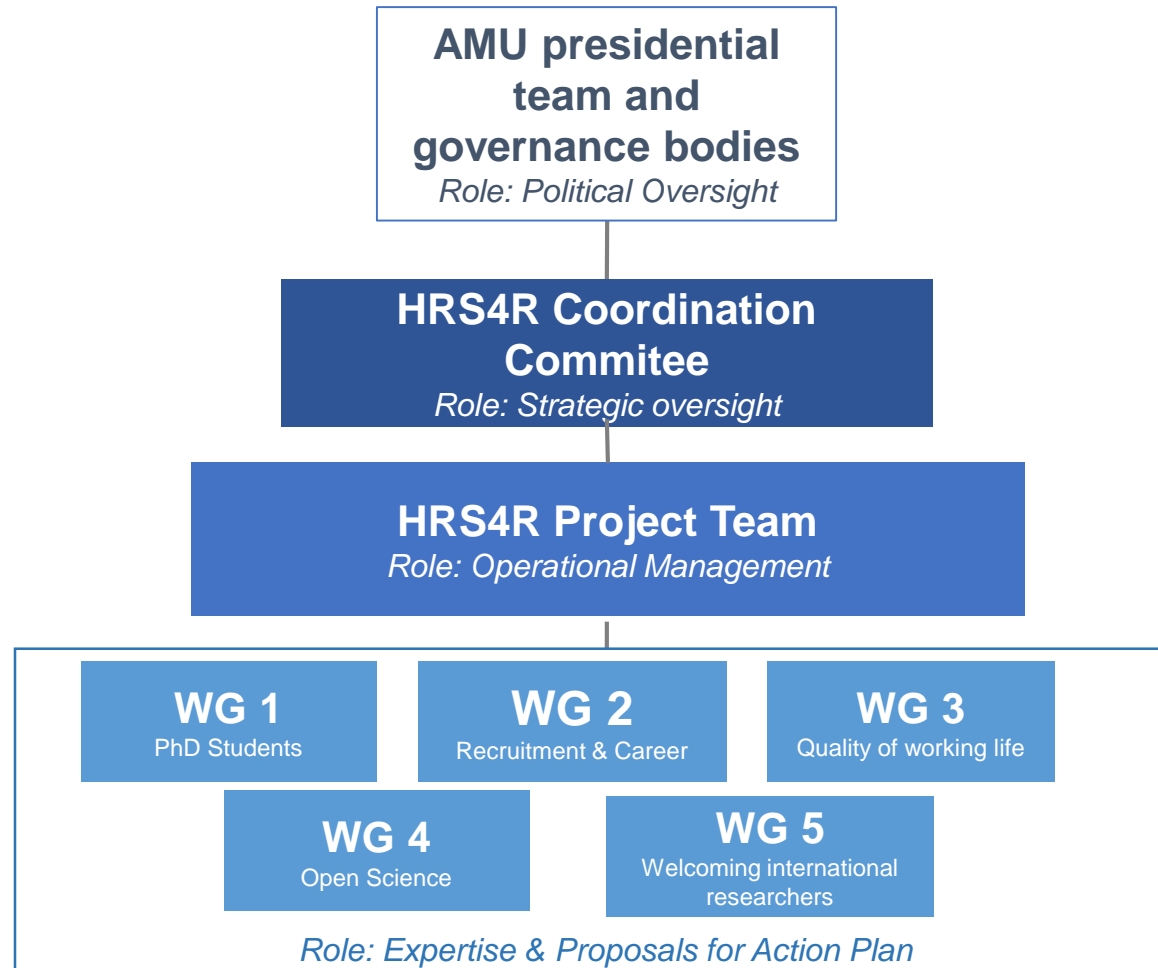 AMU presidential
team and
governance bodies
Role: Political Oversight
HRS4R Coordination
Commitee
Role: Strategic oversight
HRS4R Project Team
Role: Operational Management
WG 1
PhD Students
WG 2
Recruitment & Career
WG 3
Quality of working life
WG 4
Open Science
WG 5
Welcoming international
researchers
Role: Expertise & Proposals for Action Plan